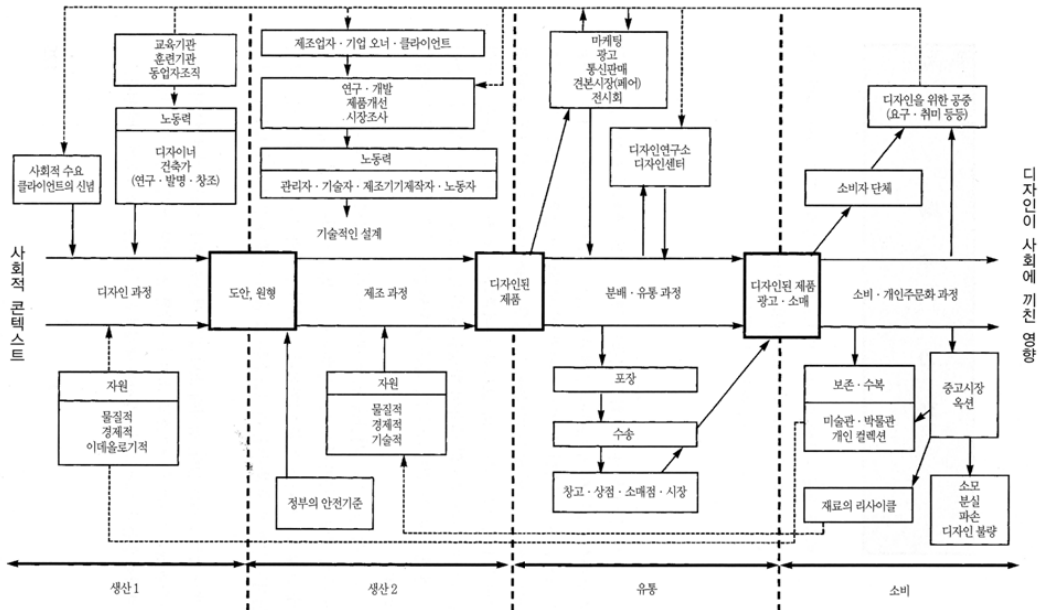 교육기관
훈련기관
동업자조직
노동력
디자이너
건축가
(연구·발명·창조)
사회적 수요
클라이언트의 신념
제조업자·기업 오너·클라이언트
연구·개발
제품개선
시장조사
노동력
관리자·기술자·제조기기제작자·노동자
기술적인 설계
마케팅
광고
통신판매
견본시장(페어)
전시회
디자인연구소
디자인센터
디자인을 위한 공중
(요구·취미 등등)
소비자 단체
사회적 콘텍스트
디자인 과정
도안, 원형
제조 과정
디자인된
제품
분배·유통 과정
디자인된 제품
광고·소매
소비·개인주문화 과정
디자인이 사회에 끼친 영향
자원
물질적
경제적
이데올로기적
정부의 안전기준
자원
물질적
경제적
기술적
포장
수송
창고·상점·소매점·시장
보존·수복
미술관·박물관
개인 컬렉션
중고시장
옥션
재료의 리사이클
소모
분실
파손
디자인 불량
생산 1
생산 2
유통
소비